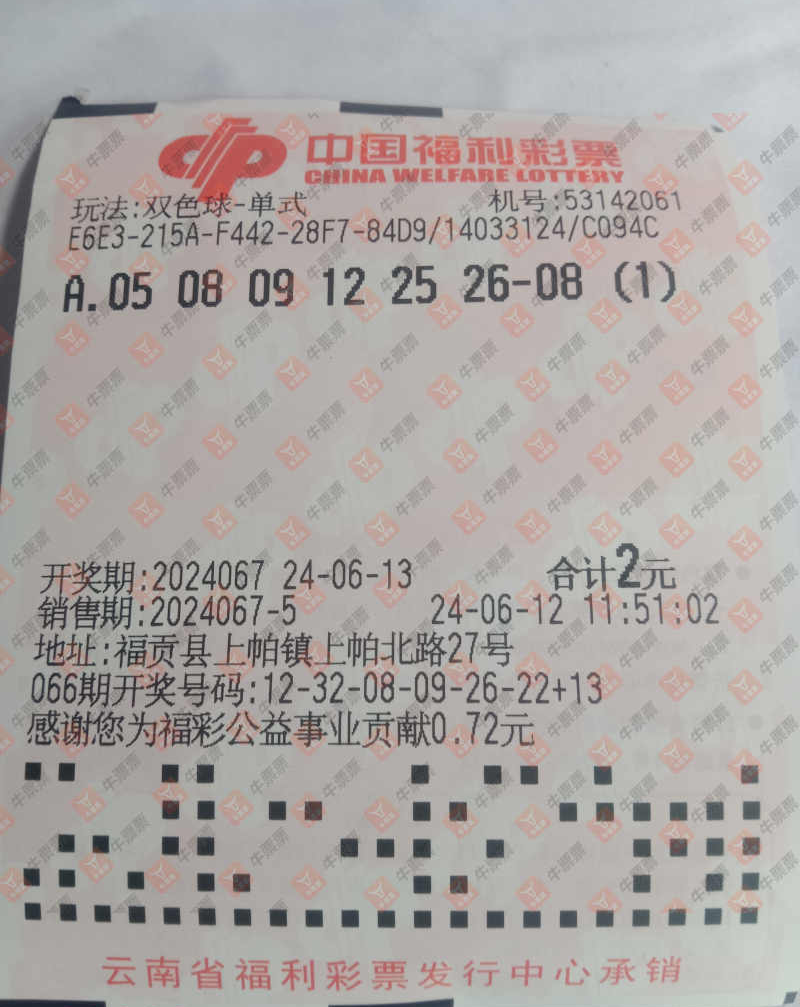 中国福利彩票
CHINA WELFARE LOTTERY
玩法:双色球-单式 机号:53142061
E6E3-215A-F442-28F7-84D9/14033124/C094C
A.05 08 09 12 25 26-08 (1)
开奖期:2024067 24-06-13 合计2元
销售期:2024067-5 24-06-12 11:51:02
地址:福贡县上帕镇上帕北路27号
066期开奖号码:12-32-08-09-26-22+13
感谢您为福彩公益事业贡献0.72元
云南省福利彩票发行中心承销
牛票票